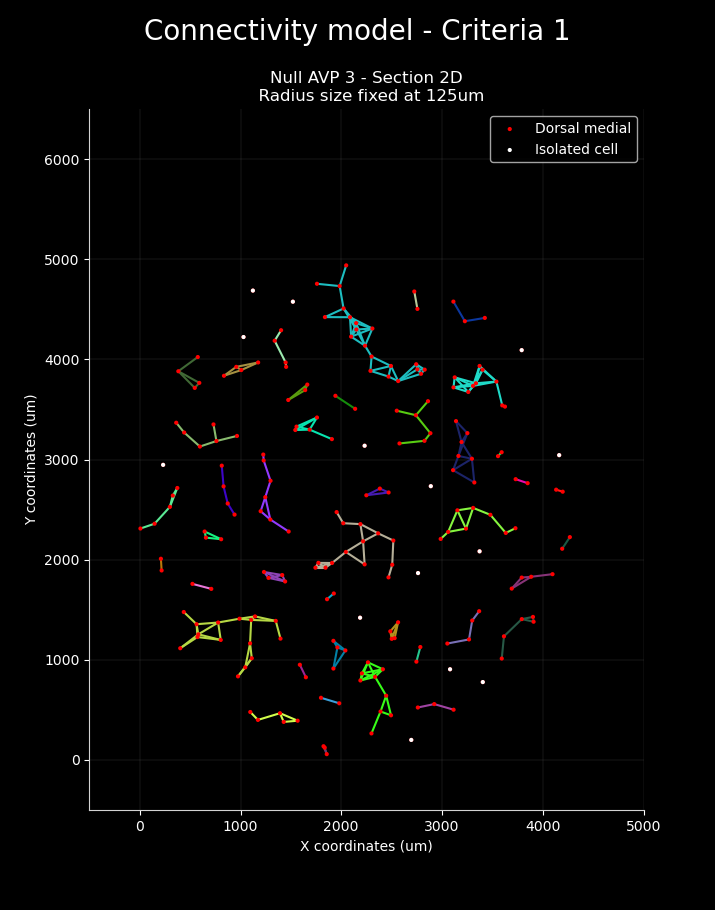 Connectivity model - Criteria 1
Null AVP 3 - Section 2D
Radius size fixed at 125um
Dorsal medial
Isolated cell
6000
5000
4000
3000
2000
1000
0
Y coordinates (um)
0 1000 2000 3000 4000 5000
X coordinates (um)